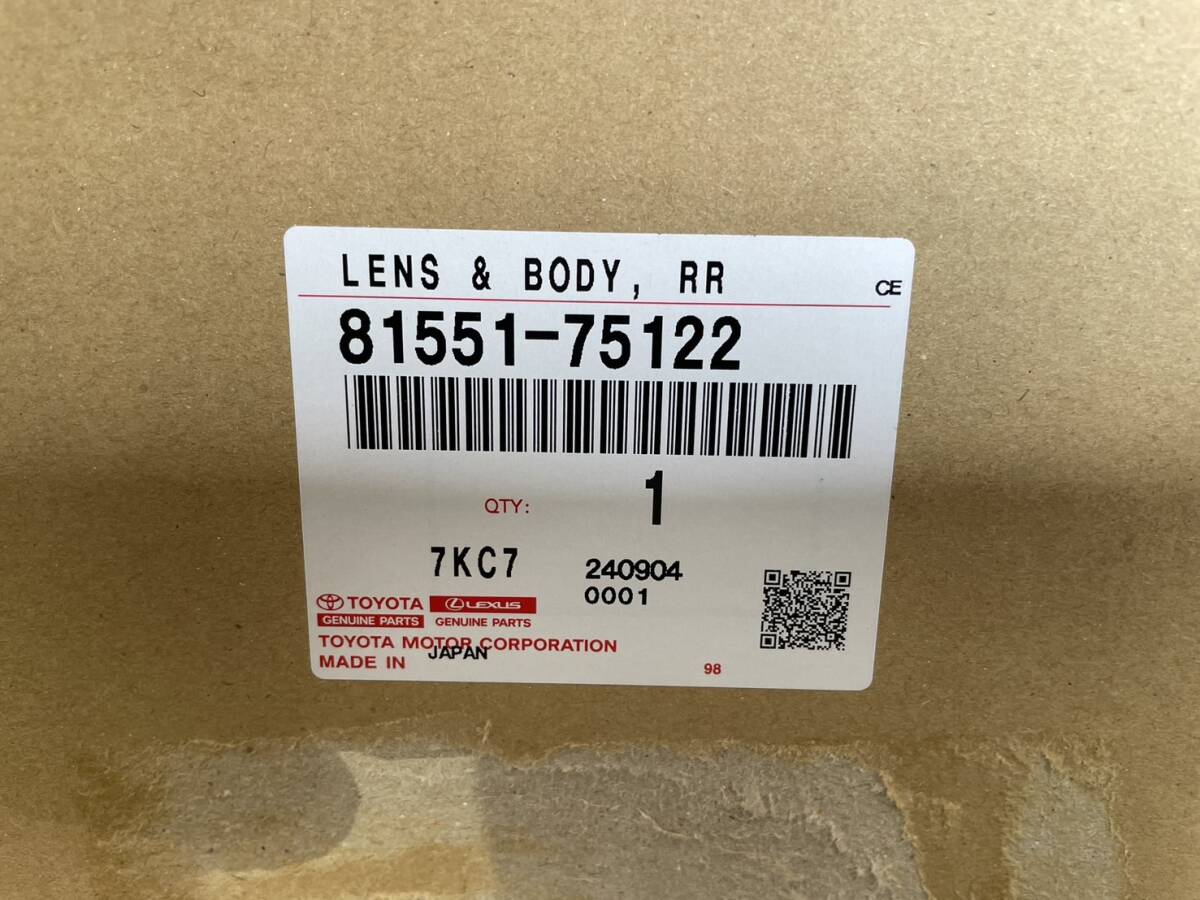 LENS & BODY, RR
CE
81551-75122
QTY: 1
7KC7 240904
0001
TOYOTA LEXUS
GENUINE PARTS GENUINE PARTS
TOYOTA MOTOR CORPORATION
MADE IN JAPAN
98